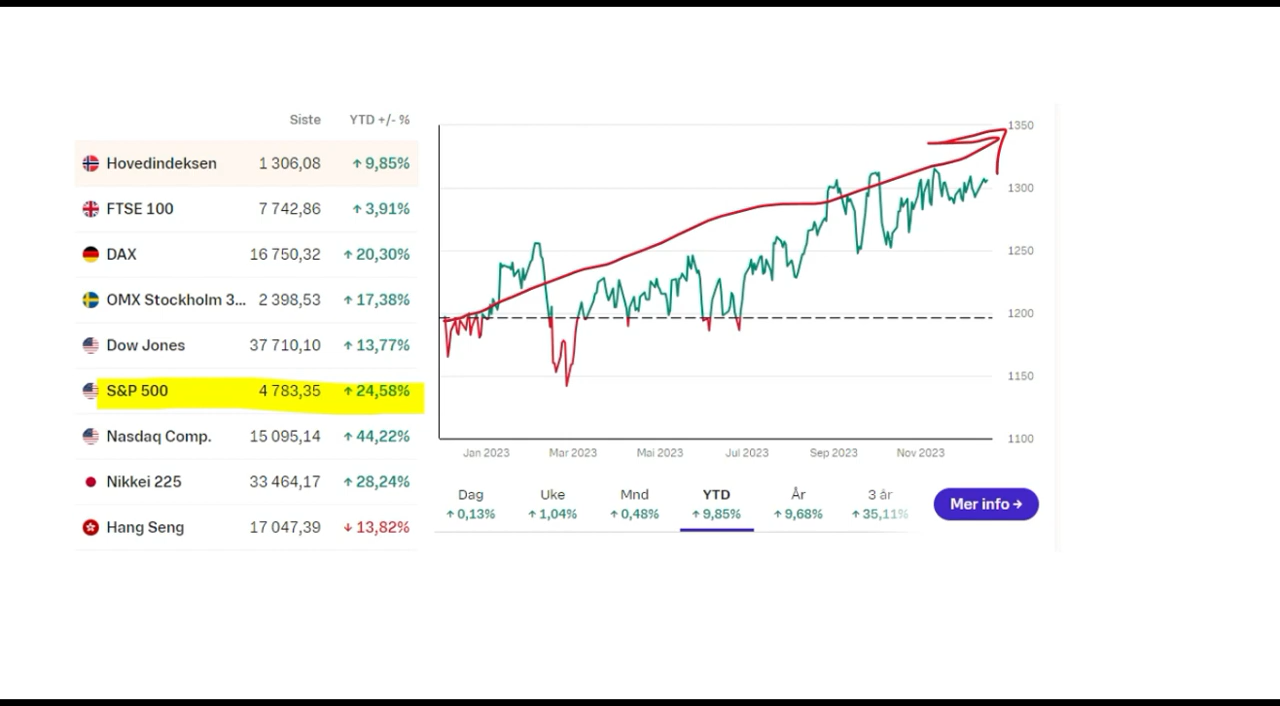 Siste YTD +/- %
Hovedindeksen 1 306,08 ↑ 9,85%
FTSE 100 7 742,86 ↑ 3,91%
DAX 16 750,32 ↑ 20,30%
OMX Stockholm 3... 2 398,53 ↑ 17,38%
Dow Jones 37 710,10 ↑ 13,77%
S&P 500 4 783,35 ↑ 24,58%
Nasdaq Comp. 15 095,14 ↑ 44,22%
Nikkei 225 33 464,17 ↑ 28,24%
Hang Seng 17 047,39 ↓ 13,82%
1350
1300
1250
1200
1150
1100
Jan 2023 Mar 2023 Mai 2023 Jul 2023 Sep 2023 Nov 2023
Dag Uke Mnd YTD År 3 år
↑ 0,13% ↑ 1,04% ↑ 0,48% ↑ 9,85% ↑ 9,68% ↑ 35,11%
Mer info →